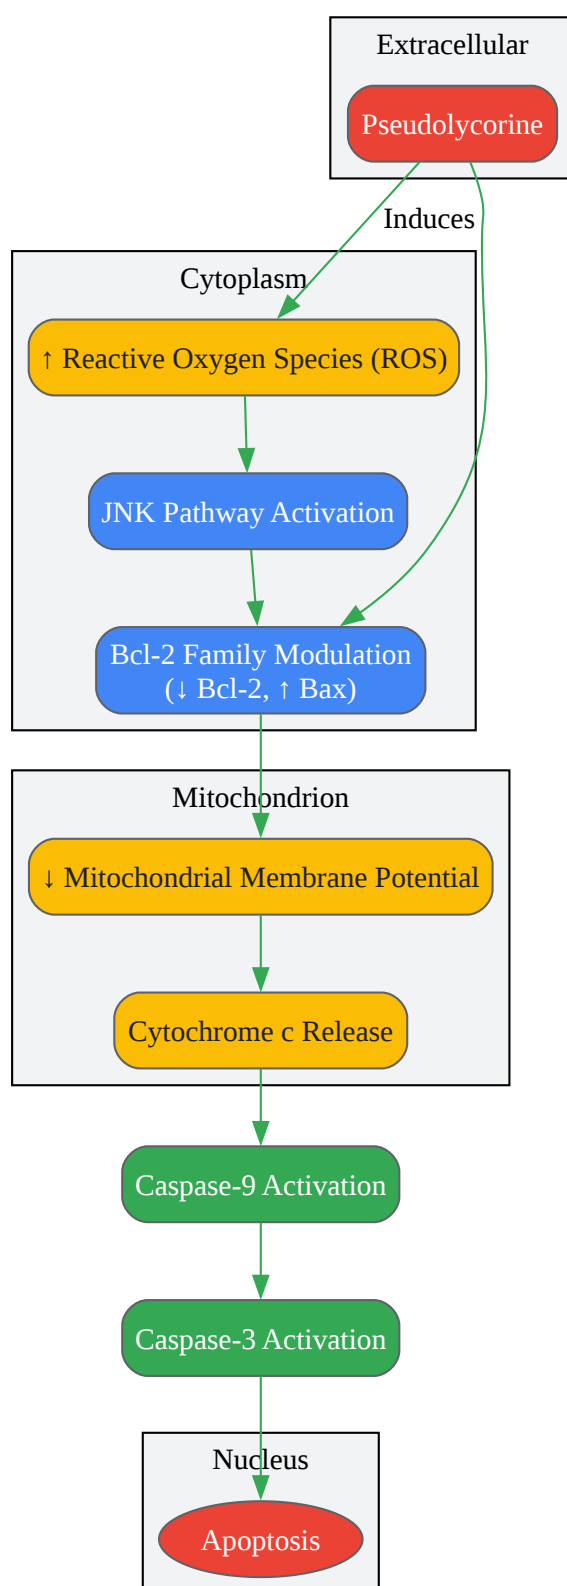 Extracellular
Pseudolycorine
Induces
Cytoplasm
↑ Reactive Oxygen Species (ROS)
JNK Pathway Activation
Bcl-2 Family Modulation
(↓ Bcl-2, ↑ Bax)
Mitochondrion
↓ Mitochondrial Membrane Potential
Cytochrome c Release
Caspase-9 Activation
Caspase-3 Activation
Nucleus
Apoptosis